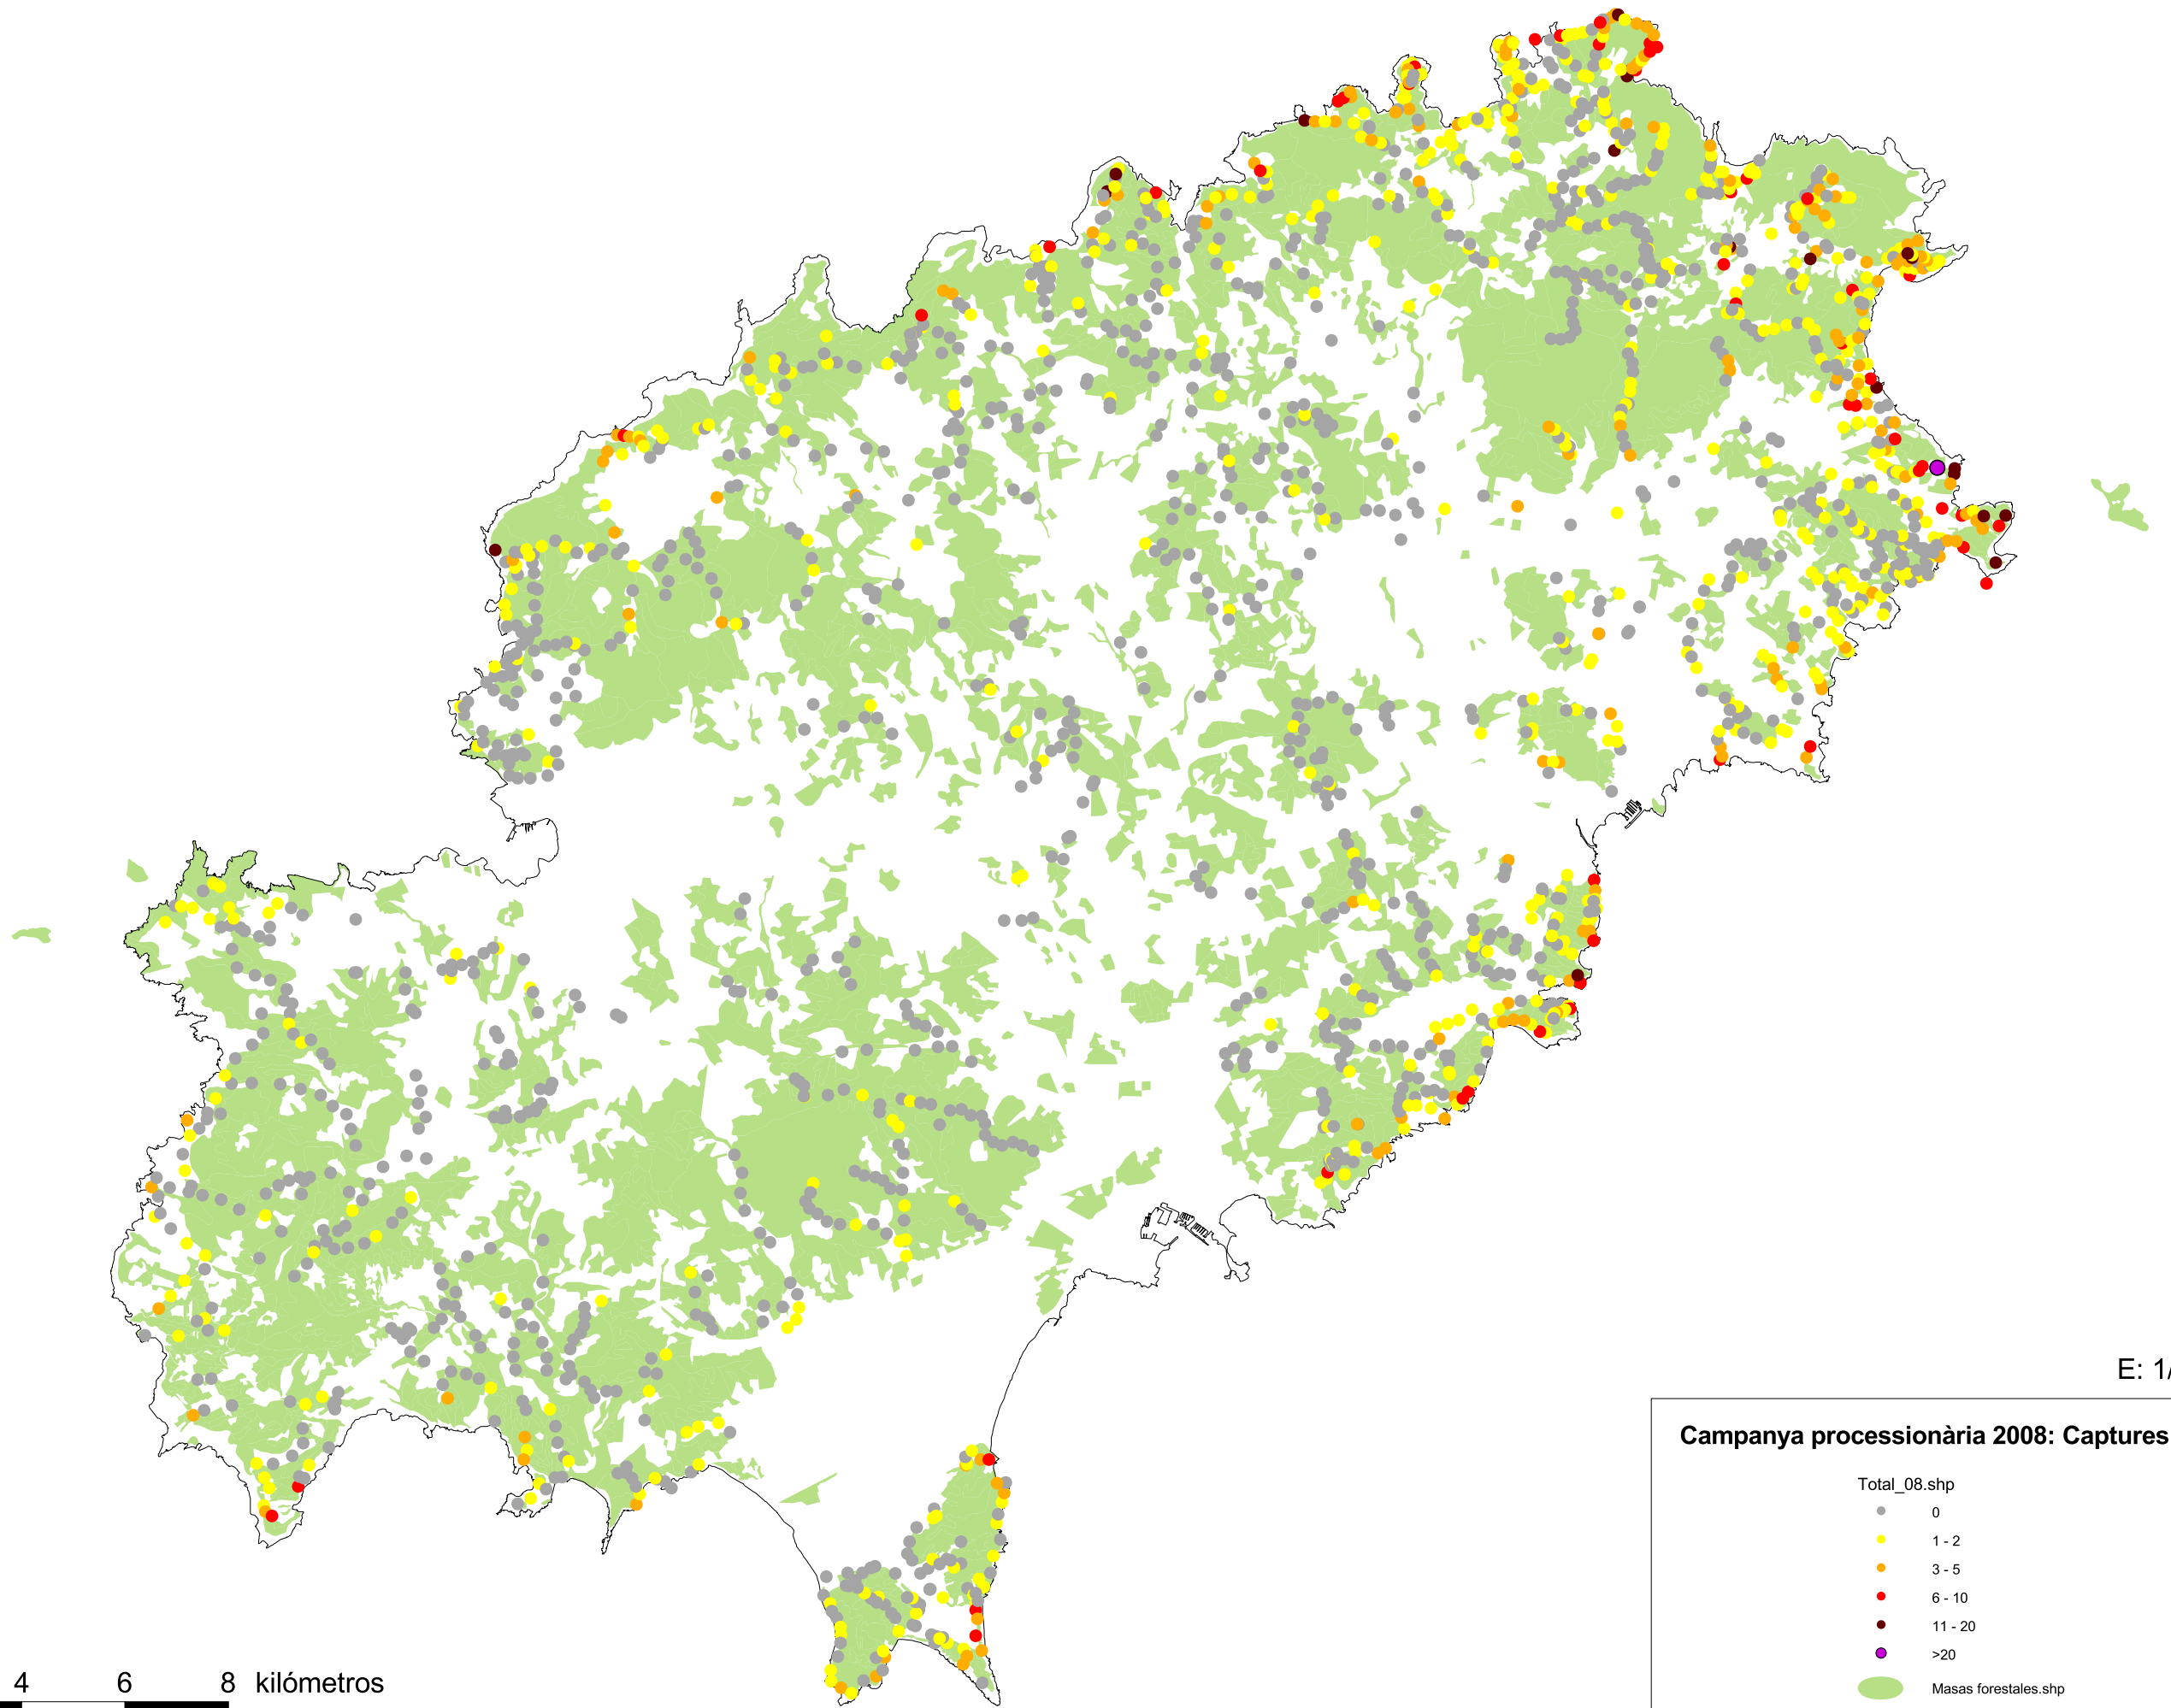 E: 1/
Campanya processionària 2008: Captures
Total_08.shp
0
1 - 2
3 - 5
6 - 10
11 - 20
>20
Masas forestales.shp
4 6 8 kilómetros